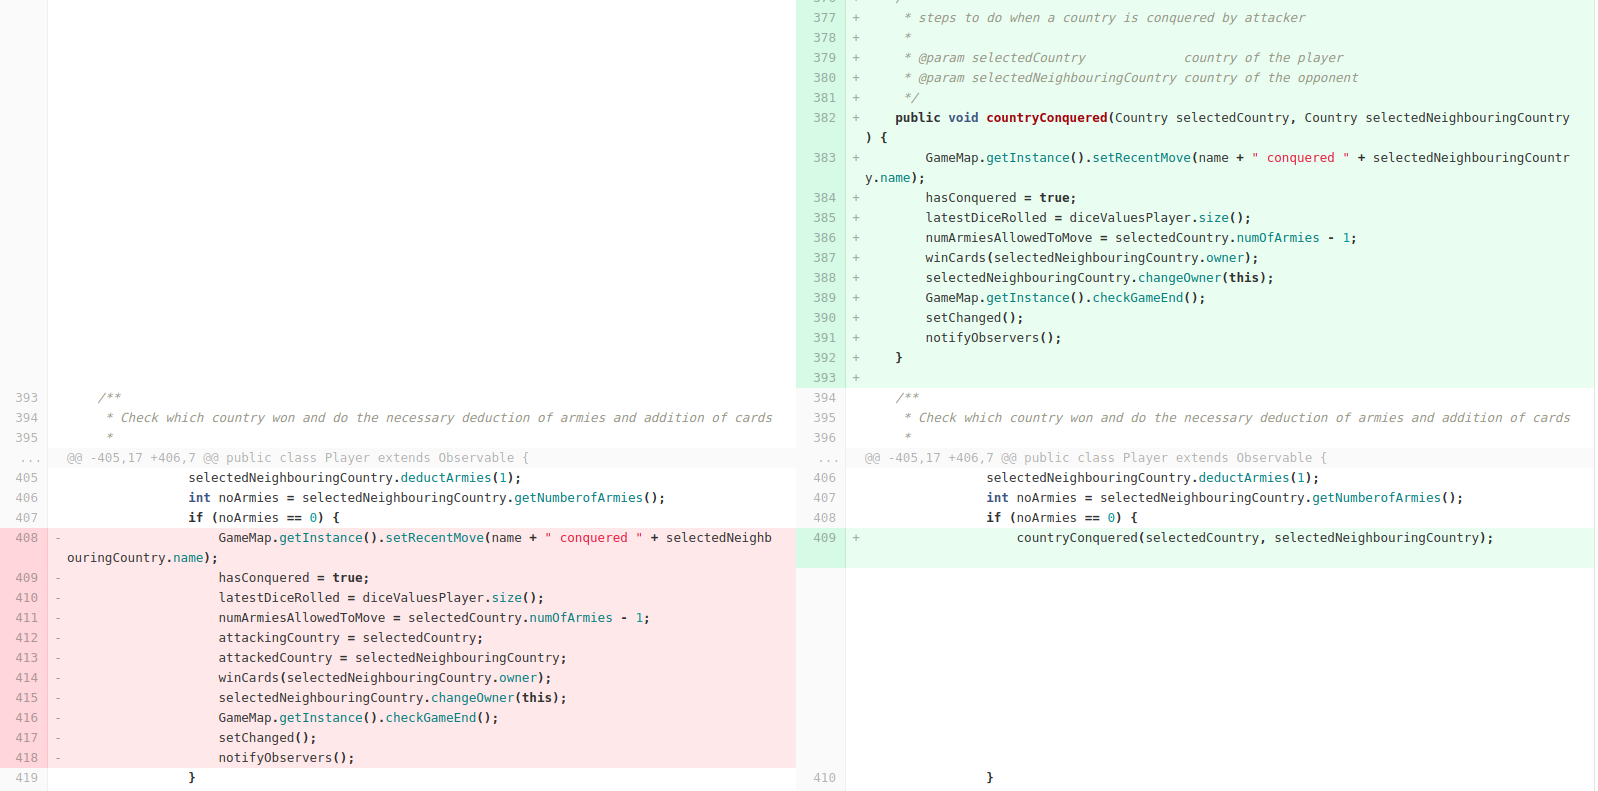 377 + * steps to do when a country is conquered by attacker
378 + *
379 + * @param selectedCountry             country of the player
380 + * @param selectedNeighbouringCountry country of the opponent
381 + */
382 + public void countryConquered(Country selectedCountry, Country selectedNeighbouringCountry
) {
383 + GameMap.getInstance().setRecentMove(name + " conquered " + selectedNeighbouringCountr
y.name);
384 + hasConquered = true;
385 + latestDiceRolled = diceValuesPlayer.size();
386 + numArmiesAllowedToMove = selectedCountry.numOfArmies - 1;
387 + winCards(selectedNeighbouringCountry.owner);
388 + selectedNeighbouringCountry.changeOwner(this);
389 + GameMap.getInstance().checkGameEnd();
390 + setChanged();
391 + notifyObservers();
392 + }
393 +
393 /** 394 /**
394 * Check which country won and do the necessary deduction of armies and addition of cards 395 * Check which country won and do the necessary deduction of armies and addition of cards
395 * 396 *
... @@ -405,17 +406,7 @@ public class Player extends Observable { ... @@ -405,17 +406,7 @@ public class Player extends Observable {
405 selectedNeighbouringCountry.deductArmies(1); 406 selectedNeighbouringCountry.deductArmies(1);
406 int noArmies = selectedNeighbouringCountry.getNumberofArmies(); 407 int noArmies = selectedNeighbouringCountry.getNumberofArmies();
407 if (noArmies == 0) { 408 if (noArmies == 0) {
408 - GameMap.getInstance().setRecentMove(name + " conquered " + selectedNeighb 409 + countryConquered(selectedCountry, selectedNeighbouringCountry);
ouringCountry.name);
409 - hasConquered = true;
410 - latestDiceRolled = diceValuesPlayer.size();
411 - numArmiesAllowedToMove = selectedCountry.numOfArmies - 1;
412 - attackingCountry = selectedCountry;
413 - attackedCountry = selectedNeighbouringCountry;
414 - winCards(selectedNeighbouringCountry.owner);
415 - selectedNeighbouringCountry.changeOwner(this);
416 - GameMap.getInstance().checkGameEnd();
417 - setChanged();
418 - notifyObservers();
419 } 410 }